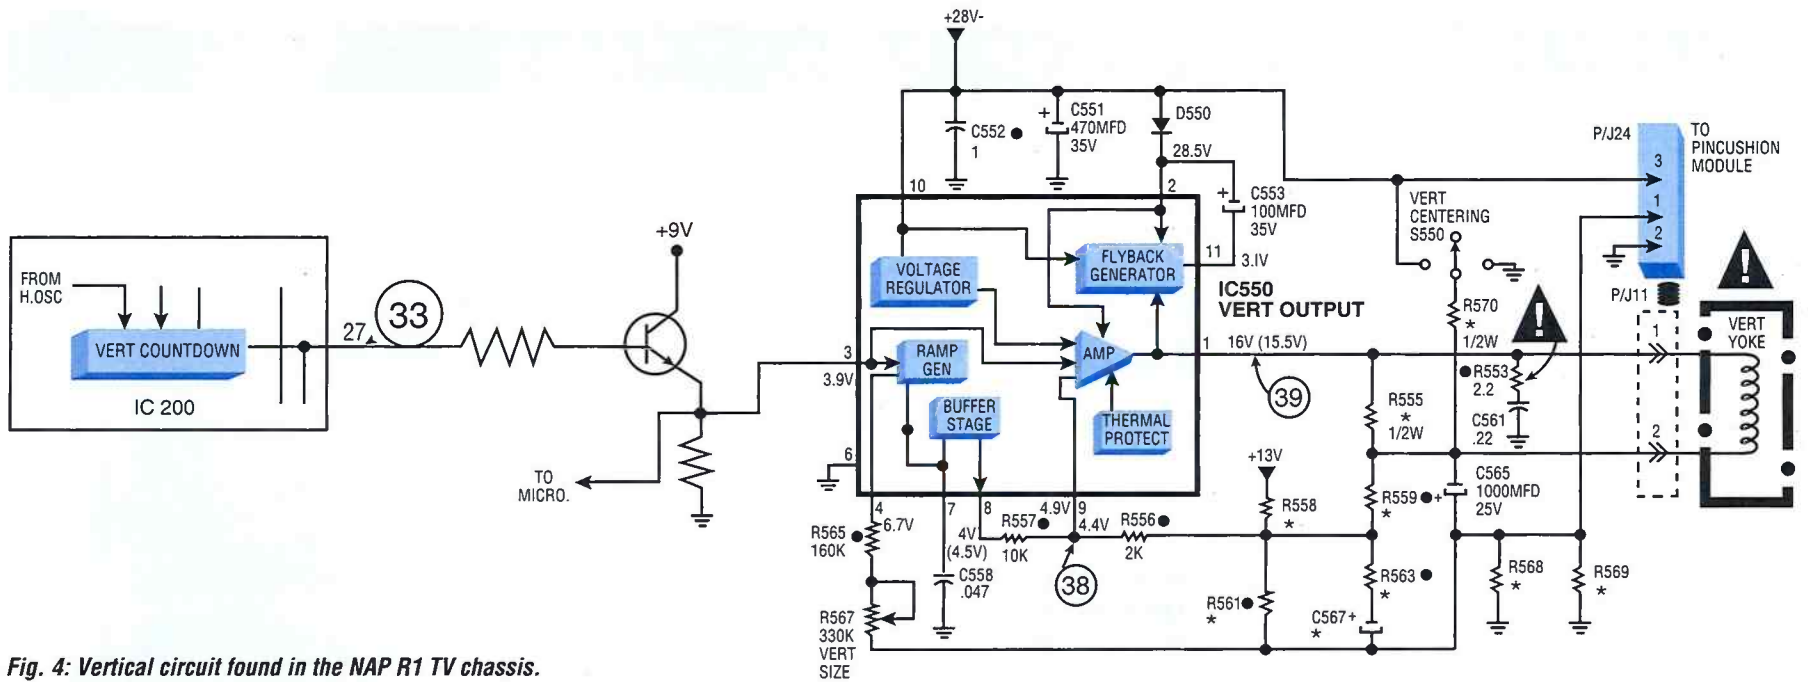 +28V-
C552
1
+
C551
470MFD
35V
D550
28.5V
10
2
+
C553
100MFD
35V
11
3.IV
P/J24
TO
PINCUSHION
MODULE
3
1
2
VERT
CENTERING
S550
P/J11
FROM
H.OSC
VERT COUNTDOWN
IC 200
27
33
+9V
TO
MICRO.
3
3.9V
6
VOLTAGE
REGULATOR
FLYBACK
GENERATOR
IC550
VERT OUTPUT
RAMP
GEN
AMP
BUFFER
STAGE
THERMAL
PROTECT
1
16V (15.5V)
39
R570
*
1/2W
R553
2.2
C561
.22
!
!
1
2
VERT
YOKE
R555
*
1/2W
+13V
R558
*
R559
*
+
C565
1000MFD
25V
4
6.7V
7
8
4V
(4.5V)
4.9V
9
4.4V
R565
160K
R557
10K
R556
2K
38
C558
.047
R567
330K
VERT
SIZE
R561
*
R563
*
C567+
*
R568
*
R569
*
Fig. 4: Vertical circuit found in the NAP R1 TV chassis.